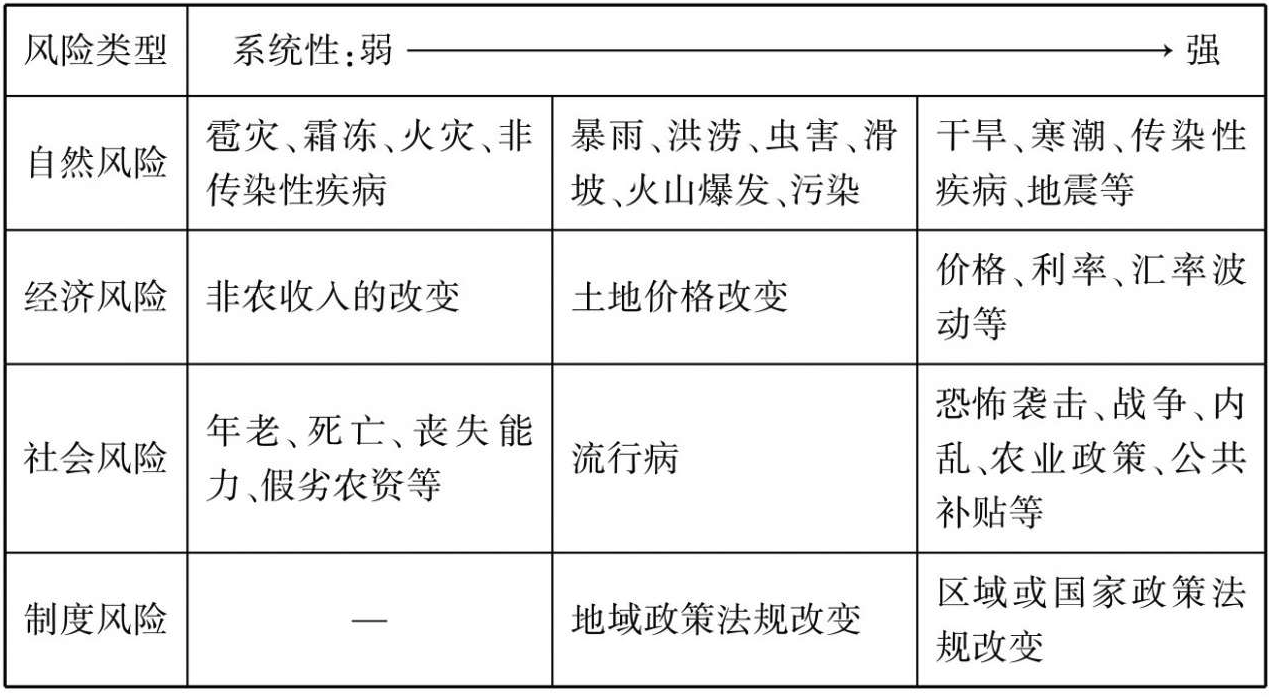 风险类型
系统性:弱 → 强
自然风险
雹灾、霜冻、火灾、非
传染性疾病
暴雨、洪涝、虫害、滑
坡、火山爆发、污染
干旱、寒潮、传染性
疾病、地震等
经济风险
非农收入的改变
土地价格改变
价格、利率、汇率波
动等
社会风险
年老、死亡、丧失能
力、假劣农资等
流行病
恐怖袭击、战争、内
乱、农业政策、公共
补贴等
制度风险
—
地域政策法规改变
区域或国家政策法
规改变